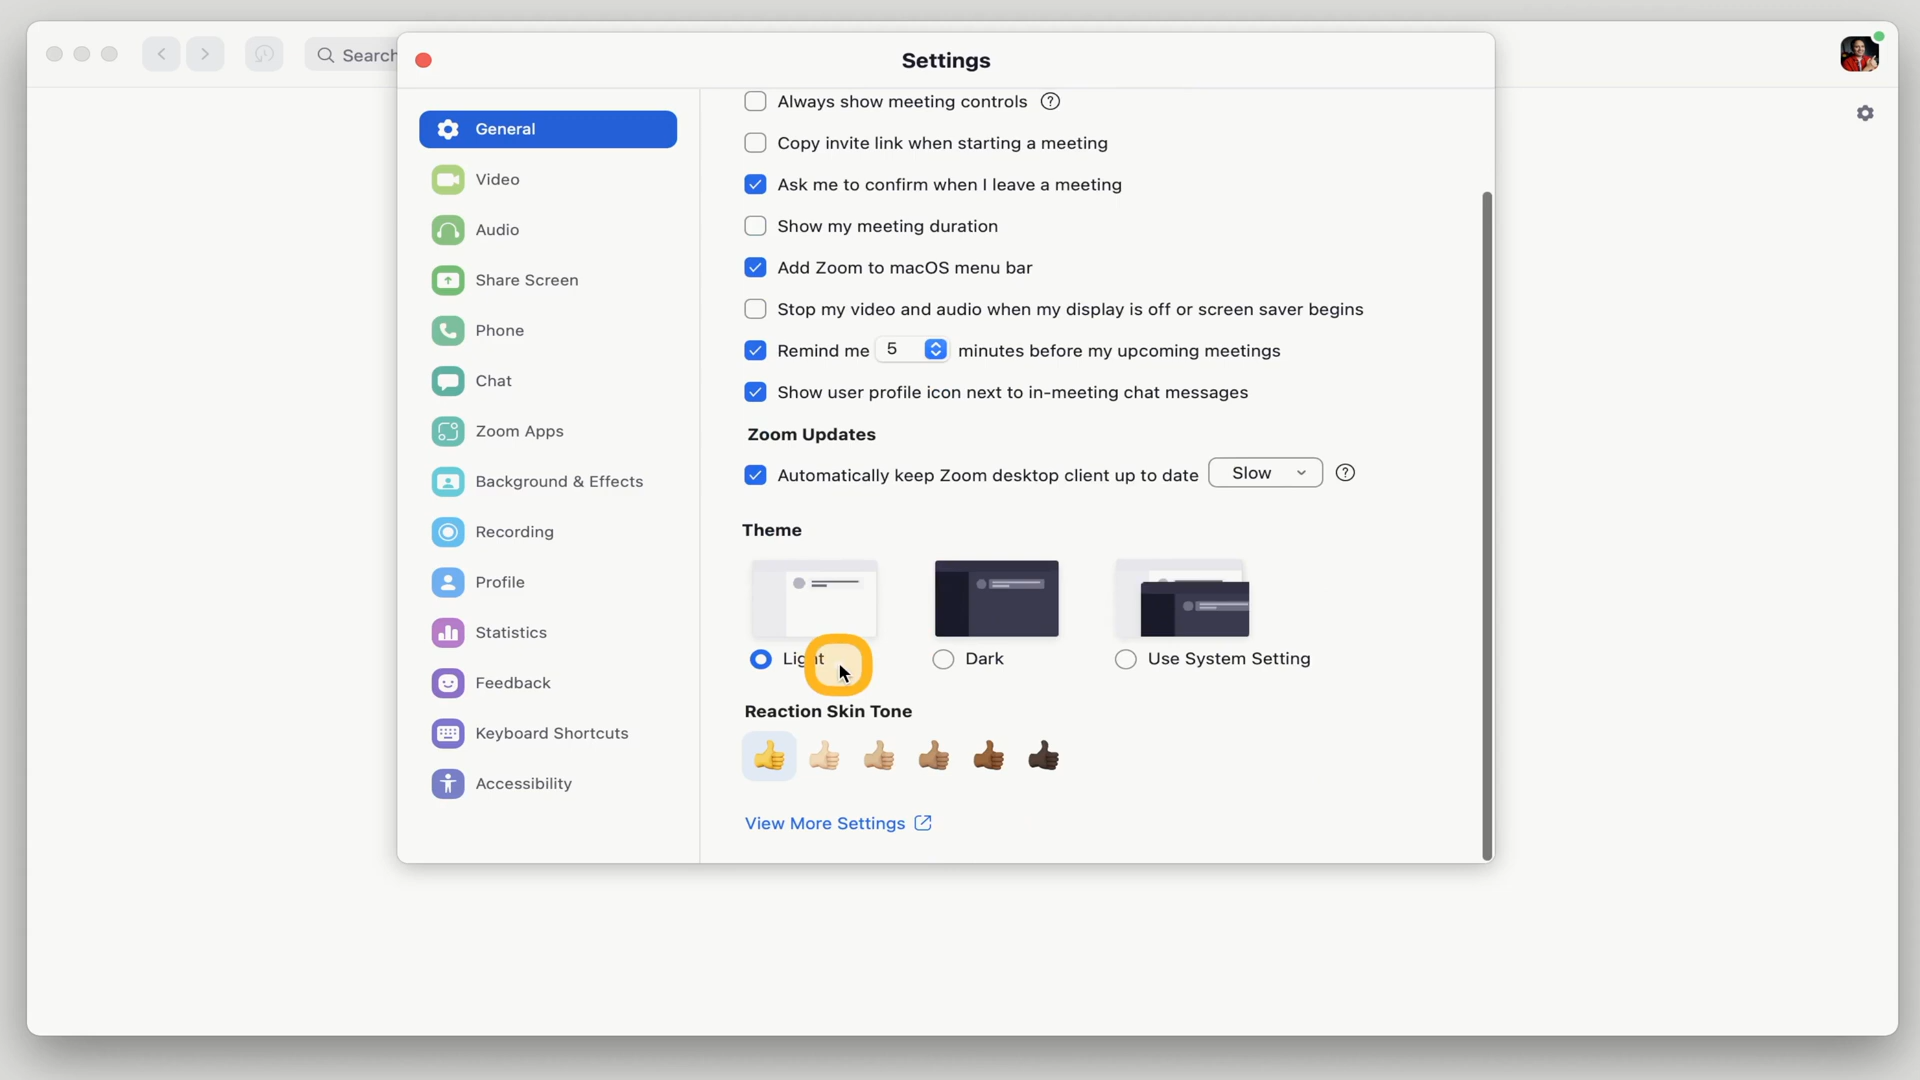 Search
Settings
General
Video
Audio
Share Screen
Phone
Chat
Zoom Apps
Background & Effects
Recording
Profile
Statistics
Feedback
Keyboard Shortcuts
Accessibility
Always show meeting controls ?
Copy invite link when starting a meeting
Ask me to confirm when I leave a meeting
Show my meeting duration
Add Zoom to macOS menu bar
Stop my video and audio when my display is off or screen saver begins
Remind me 5 minutes before my upcoming meetings
Show user profile icon next to in-meeting chat messages
Zoom Updates
Automatically keep Zoom desktop client up to date Slow ?
Theme
Light Dark Use System Setting
Reaction Skin Tone
View More Settings